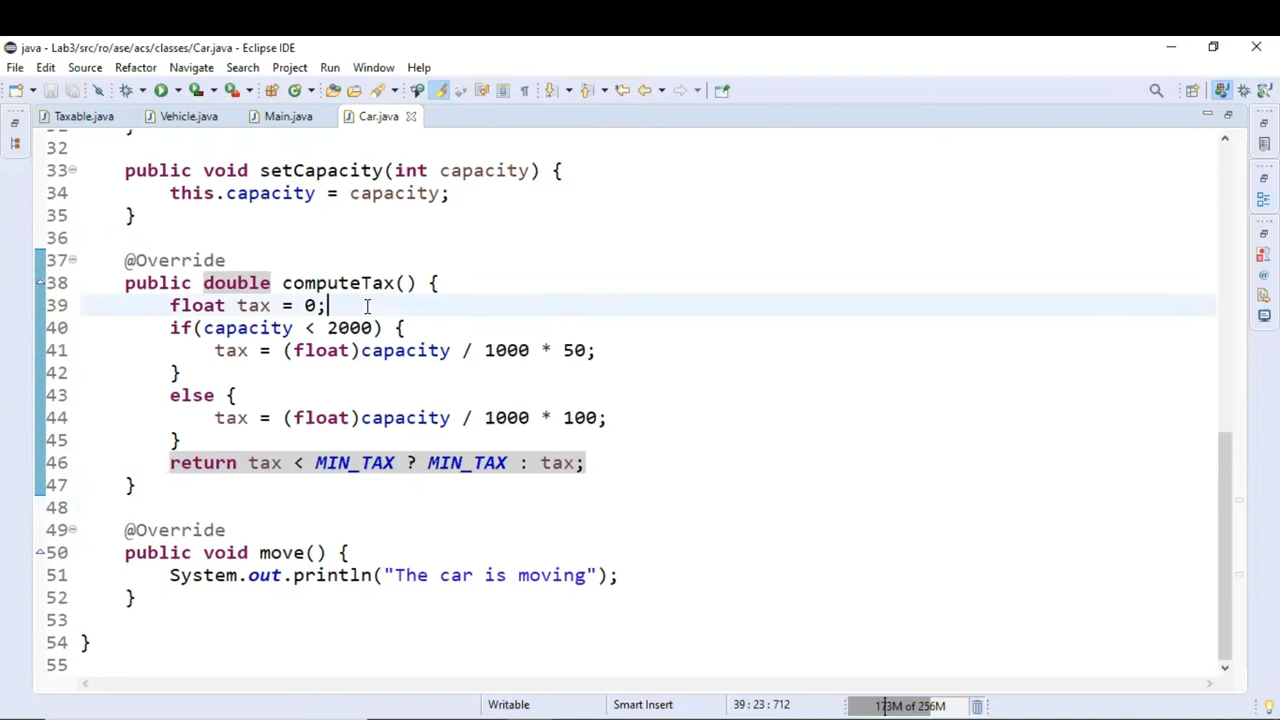 java - Lab3/src/ro/ase/acs/classes/Car.java - Eclipse IDE
File Edit Source Refactor Navigate Search Project Run Window Help
Taxable.java Vehicle.java Main.java Car.java
32
33 public void setCapacity(int capacity) {
34 this.capacity = capacity;
35 }
36
37 @Override
38 public double computeTax() {
39 float tax = 0;
40 if(capacity < 2000) {
41 tax = (float)capacity / 1000 * 50;
42 }
43 else {
44 tax = (float)capacity / 1000 * 100;
45 }
46 return tax < MIN_TAX ? MIN_TAX : tax;
47 }
48
49 @Override
50 public void move() {
51 System.out.println("The car is moving");
52 }
53
54 }
55
Writable Smart Insert 39 : 23 : 712 173M of 256M